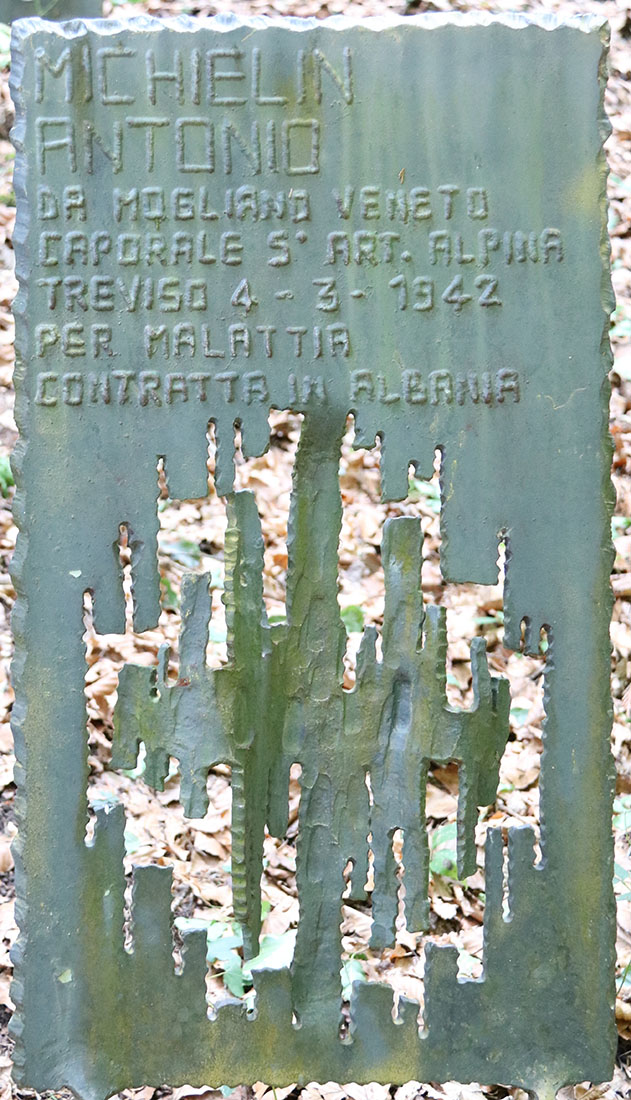 MICHIELIN
ANTONIO
DA MOGLIANO VENETO
CAPORALE 5° ART. ALPINA
TREVISO 4-3-1942
PER MALATTIA
CONTRATTA IN ALBANIA